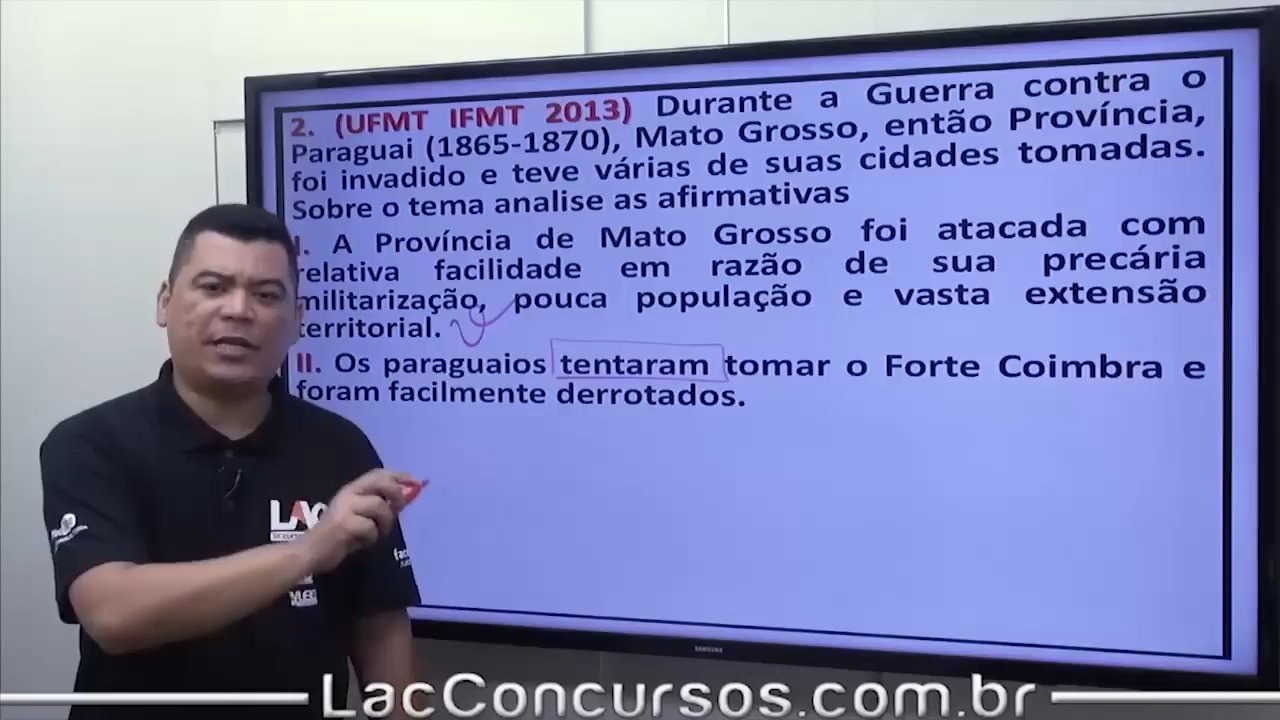 2. (UFMT IFMT 2013) Durante a Guerra contra o
Paraguai (1865-1870), Mato Grosso, então Província,
foi invadido e teve várias de suas cidades tomadas.
Sobre o tema analise as afirmativas
I. A Província de Mato Grosso foi atacada com
relativa facilidade em razão de sua precária
militarização, pouca população e vasta extensão
territorial.
II. Os paraguaios tentaram tomar o Forte Coimbra e
foram facilmente derrotados.
LAC
SAMSUNG
LacConcursos.com.br